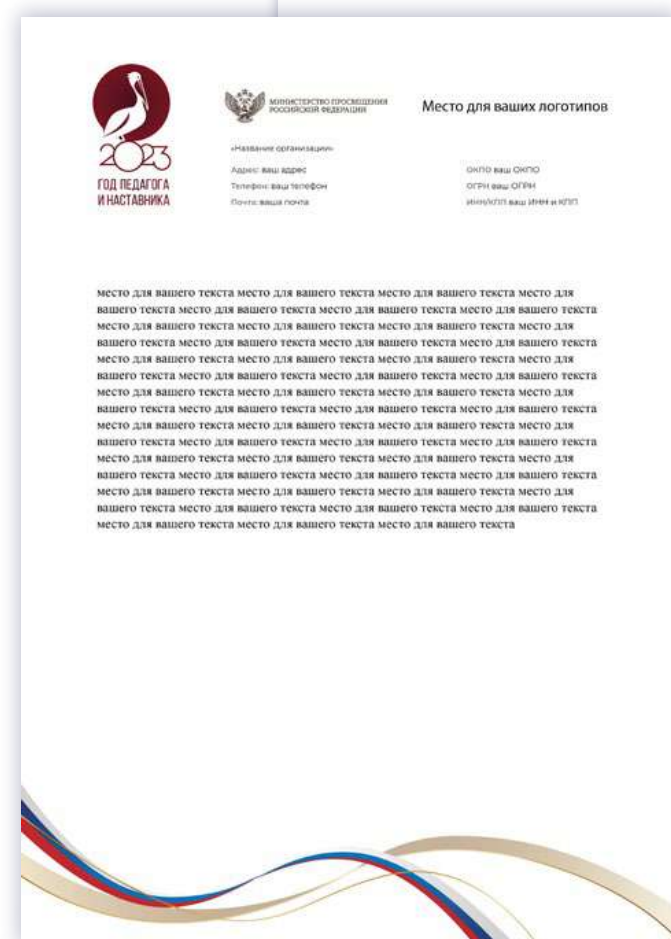 2023
ГОД ПЕДАГОГА
И НАСТАВНИКА
МИНИСТЕРСТВО ПРОСВЕЩЕНИЯ
РОССИЙСКОЙ ФЕДЕРАЦИИ
Место для ваших логотипов
«Название организации»
Адрес: ваш адрес
Телефон: ваш телефон
Почта: ваша почта
ОКПО ваш ОКПО
ОГРН ваш ОГРН
ИНН/КПП ваш ИНН и КПП
место для вашего текста место для вашего текста место для вашего текста место для
вашего текста место для вашего текста место для вашего текста место для вашего текста
место для вашего текста место для вашего текста место для вашего текста место для
вашего текста место для вашего текста место для вашего текста место для вашего текста
место для вашего текста место для вашего текста место для вашего текста место для
вашего текста место для вашего текста место для вашего текста место для вашего текста
место для вашего текста место для вашего текста место для вашего текста место для
вашего текста место для вашего текста место для вашего текста место для вашего текста
место для вашего текста место для вашего текста место для вашего текста место для
вашего текста место для вашего текста место для вашего текста место для вашего текста
место для вашего текста место для вашего текста место для вашего текста место для
вашего текста место для вашего текста место для вашего текста место для вашего текста
место для вашего текста место для вашего текста место для вашего текста место для
вашего текста место для вашего текста место для вашего текста место для вашего текста
место для вашего текста место для вашего текста место для вашего текста